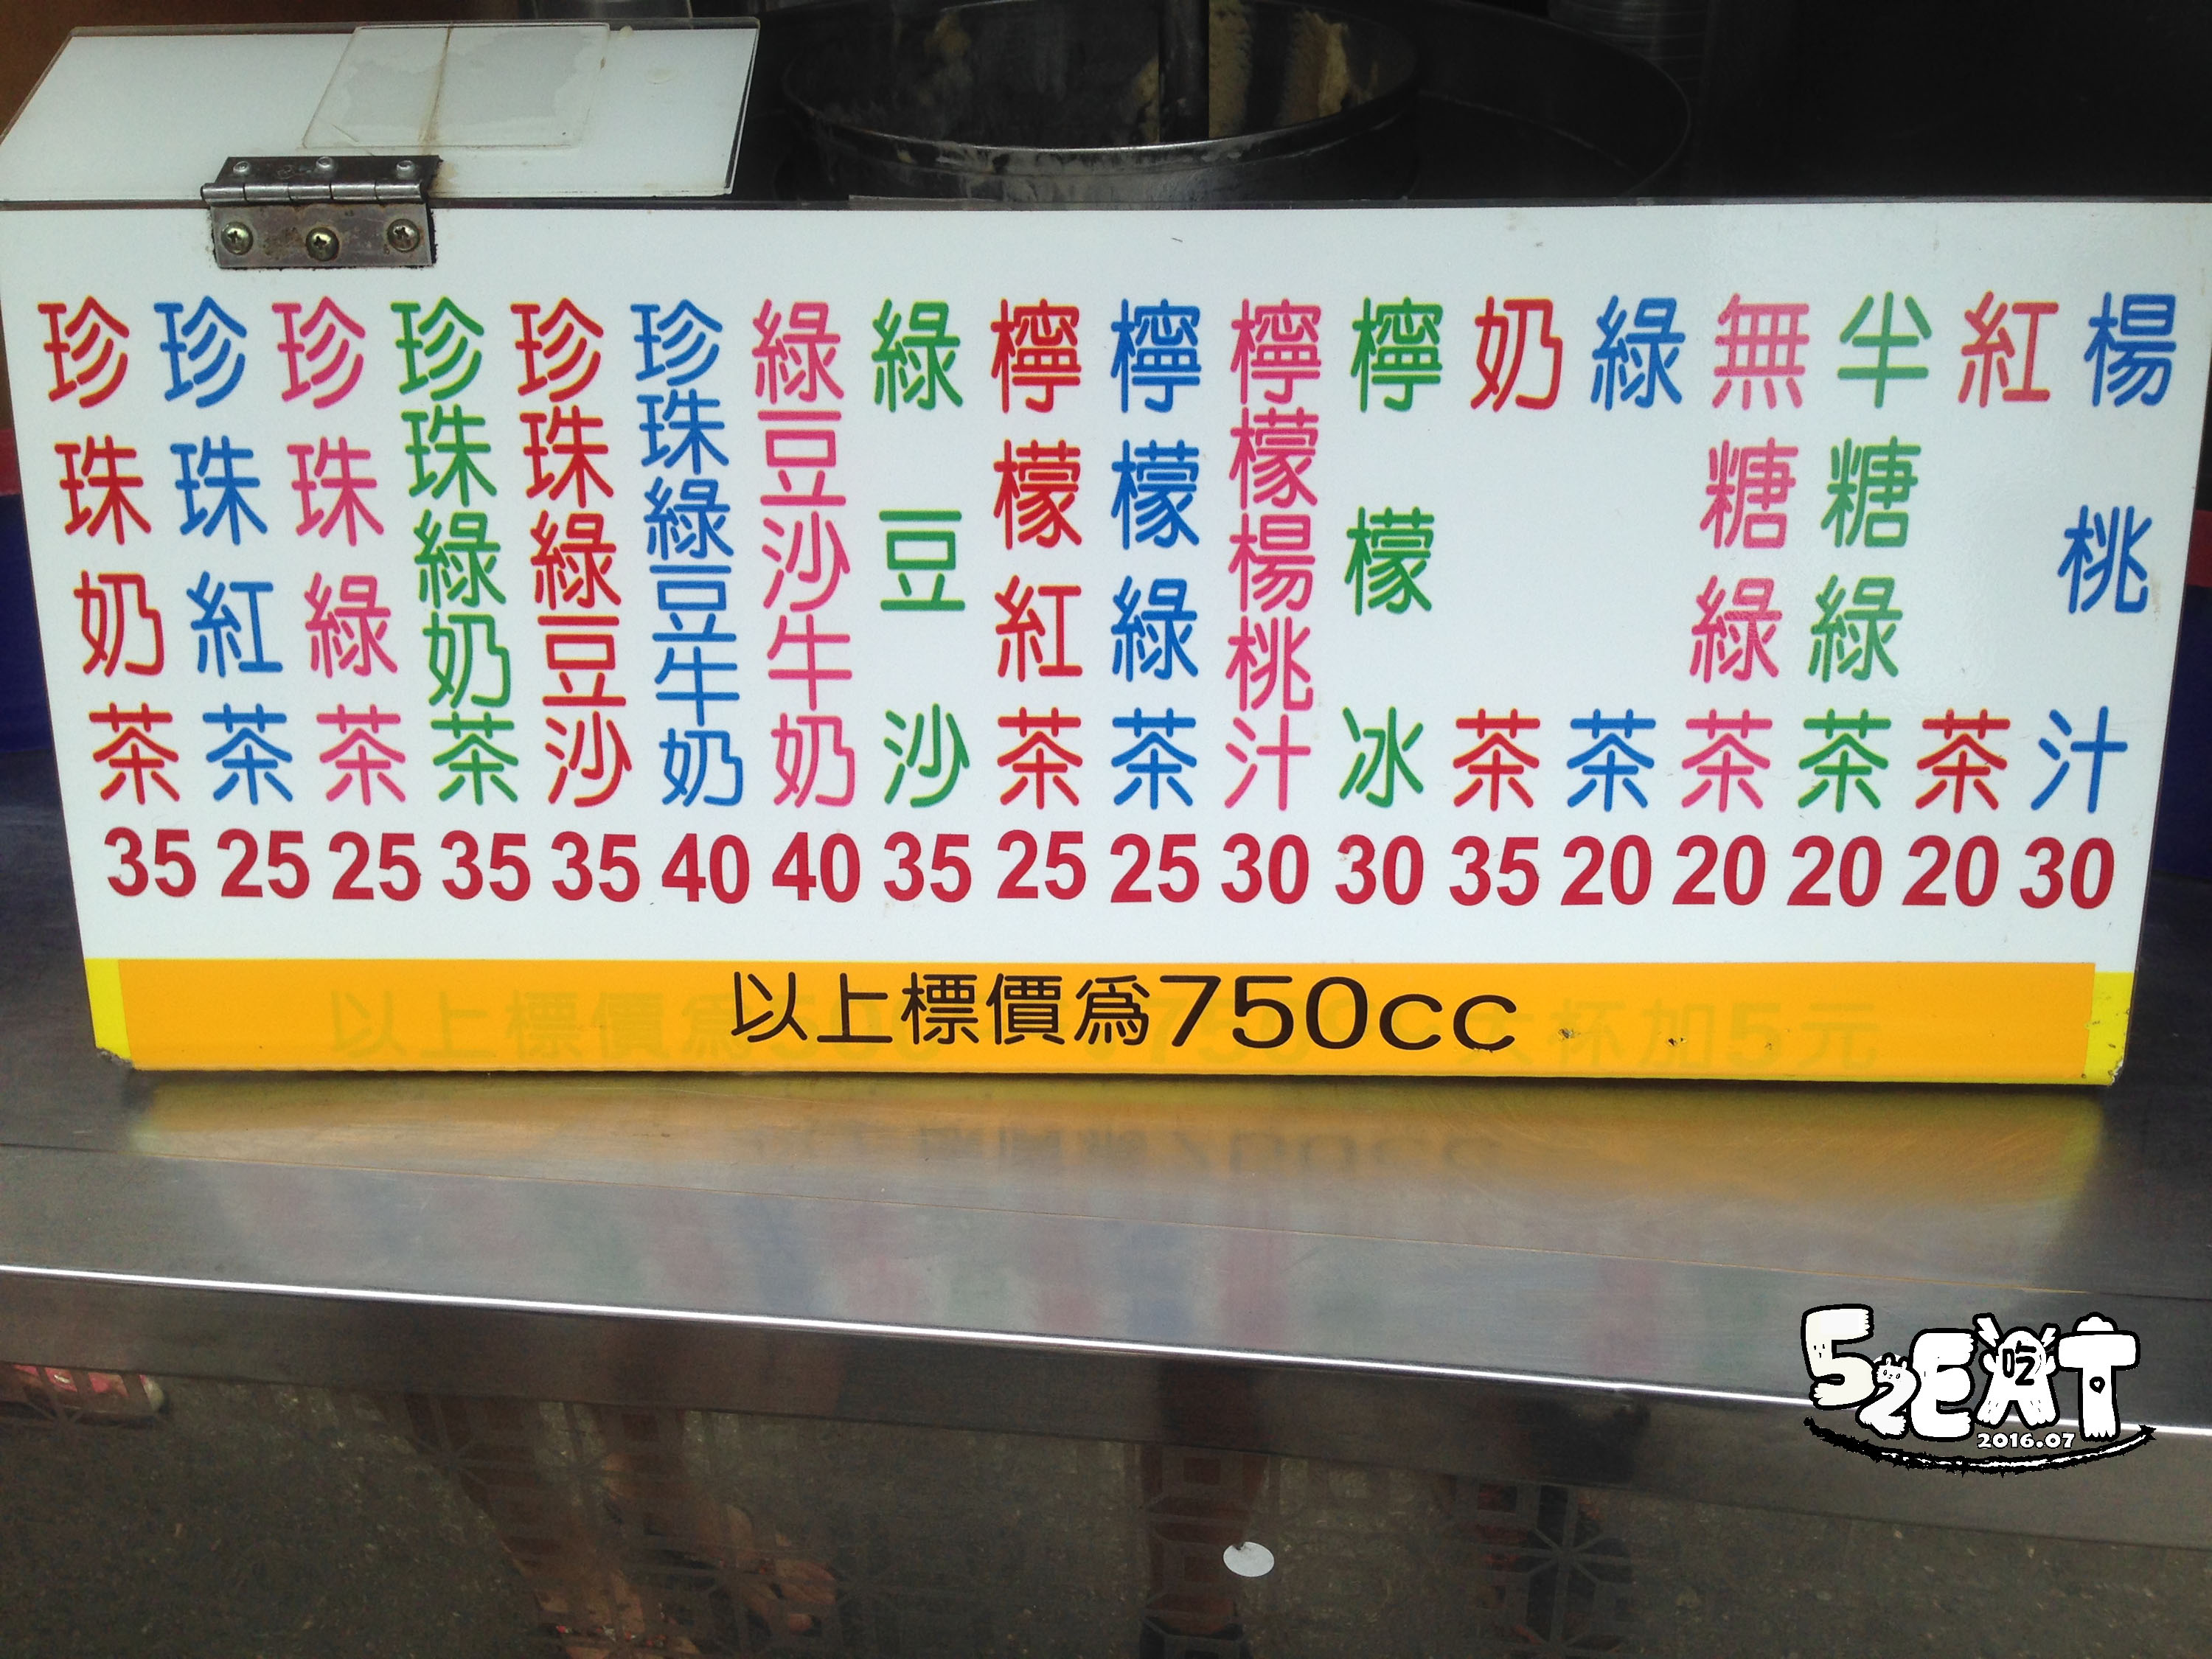 珍珠奶茶 35
珍珠紅茶 25
珍珠綠茶 25
珍珠綠奶茶 35
珍珠綠豆沙 35
珍珠綠豆牛奶 40
綠豆沙牛奶 40
綠豆沙 35
檸檬紅茶 25
檸檬綠茶 25
檸檬楊桃汁 30
檸檬冰 30
奶茶 35
綠茶 20
無糖綠茶 20
半糖綠茶 20
紅茶 20
楊桃汁 30
以上標價為750cc
52EAT
吃
2016.07